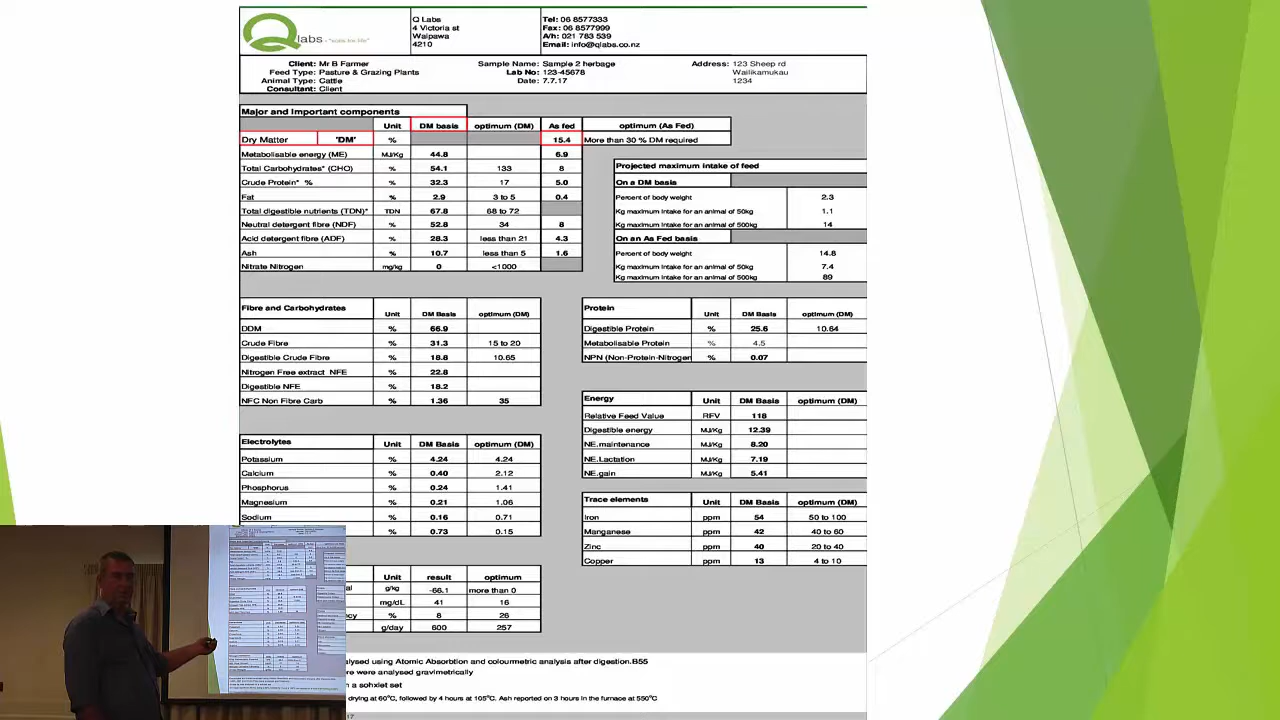 Qlabs - "stats for life"
Q Labs
4 Victoria st
Waipawa
4210
Tel: 06 8577333
Fax: 06 8577999
A/h: 021 783 539
Email: info@qlabs.co.nz
Client: Mr B Farmer
Feed Type: Pasture & Grazing Plants
Animal Type: Cattle
Consultant: Client
Sample Name: Sample 2 herbage
Lab No: 123-45678
Date: 7.7.17
Address: 123 Sheep rd
Wailikamukau
1234
Major and Important components
Unit DM basis optimum (DM) As fed optimum (As Fed)
Dry Matter 'DM' % 15.4 More than 30 % DM required
Metabolisable energy (ME) MJ/Kg 44.8 6.9
Total Carbohydrates* (CHO) % 54.1 133 8
Crude Protein* % % 32.3 17 5.0
Fat % 2.9 3 to 5 0.4
Total digestible nutrients (TDN)* TDN 67.8 68 to 72
Neutral detergent fibre (NDF) % 52.8 34 8
Acid detergent fibre (ADF) % 28.3 less than 21 4.3
Ash % 10.7 less than 5 1.6
Nitrate Nitrogen mg/kg 0 <1000
Projected maximum intake of feed
On a DM basis
Percent of body weight 2.3
Kg maximum intake for an animal of 50kg 1.1
Kg maximum intake for an animal of 500kg 14
On an As Fed basis
Percent of body weight 14.8
Kg maximum intake for an animal of 50kg 7.4
Kg maximum intake for an animal of 500kg 89
Fibre and Carbohydrates Unit DM Basis optimum (DM)
DDM % 66.9
Crude Fibre % 31.3 15 to 20
Digestible Crude Fibre % 18.8 10.65
Nitrogen Free extract NFE % 22.8
Digestible NFE % 18.2
NFC Non Fibre Carb % 1.36 35
Protein Unit DM Basis optimum (DM)
Digestible Protein % 25.6 10.64
Metabolisable Protein % 4.5
NPN (Non-Protein-Nitrogen % 0.07
Energy Unit DM Basis optimum (DM)
Relative Feed Value RFV 118
Digestible energy MJ/Kg 12.39
NE.maintenance MJ/Kg 8.20
NE.Lactation MJ/Kg 7.19
NE.gain MJ/Kg 5.41
Electrolytes Unit DM Basis optimum (DM)
Potassium % 4.24 4.24
Calcium % 0.40 2.12
Phosphorus % 0.24 1.41
Magnesium % 0.21 1.06
Sodium % 0.16 0.71
% 0.73 0.15
Trace elements Unit DM Basis optimum (DM)
Iron ppm 54 50 to 100
Manganese ppm 42 40 to 60
Zinc ppm 40 20 to 40
Copper ppm 13 4 to 10
Unit result optimum
al g/kg -66.1 more than 0
mg/dL 41 16
cy % 8 26
g/day 600 257
alysed using Atomic Absorbtion and colourmetric analysis after digestion.B55
re were analysed gravimetrically
n a sohxlet set
drying at 60°C, followed by 4 hours at 105°C. Ash reported on 3 hours in the furnace at 550°C
17